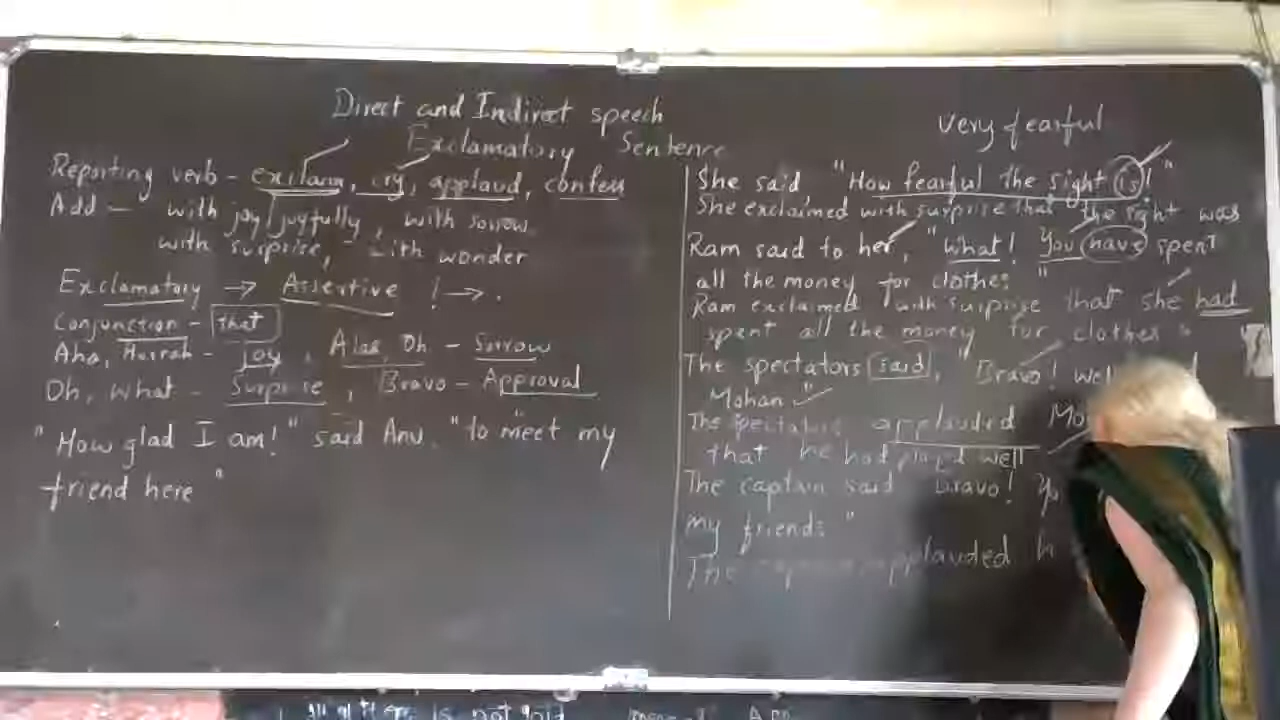 Direct and Indirect speech
Exclamatory Sentence
Reporting verb - exclaim, cry, applaud, confess
Add - with joy/joyfully, with sorrow
with surprise, with wonder
Exclamatory → Assertive ! → .
Conjunction - that
Aha, Hurrah - joy, Alas, Oh - Sorrow
Oh, what - Surprise, Bravo - Approval
"How glad I am!" said Anu. "to meet my
friend here"
very fearful
She said "How fearful the sight is!"
She exclaimed with surprise that the sight was
Ram said to her, "What! You have spent
all the money for clothes"
Ram exclaimed with surprise that she had
spent all the money for clothes
The spectators said, "Bravo!
Mohan
The spectators applauded
that he had played well
The captain said Bravo!
my friends"
The applauded
is not gold